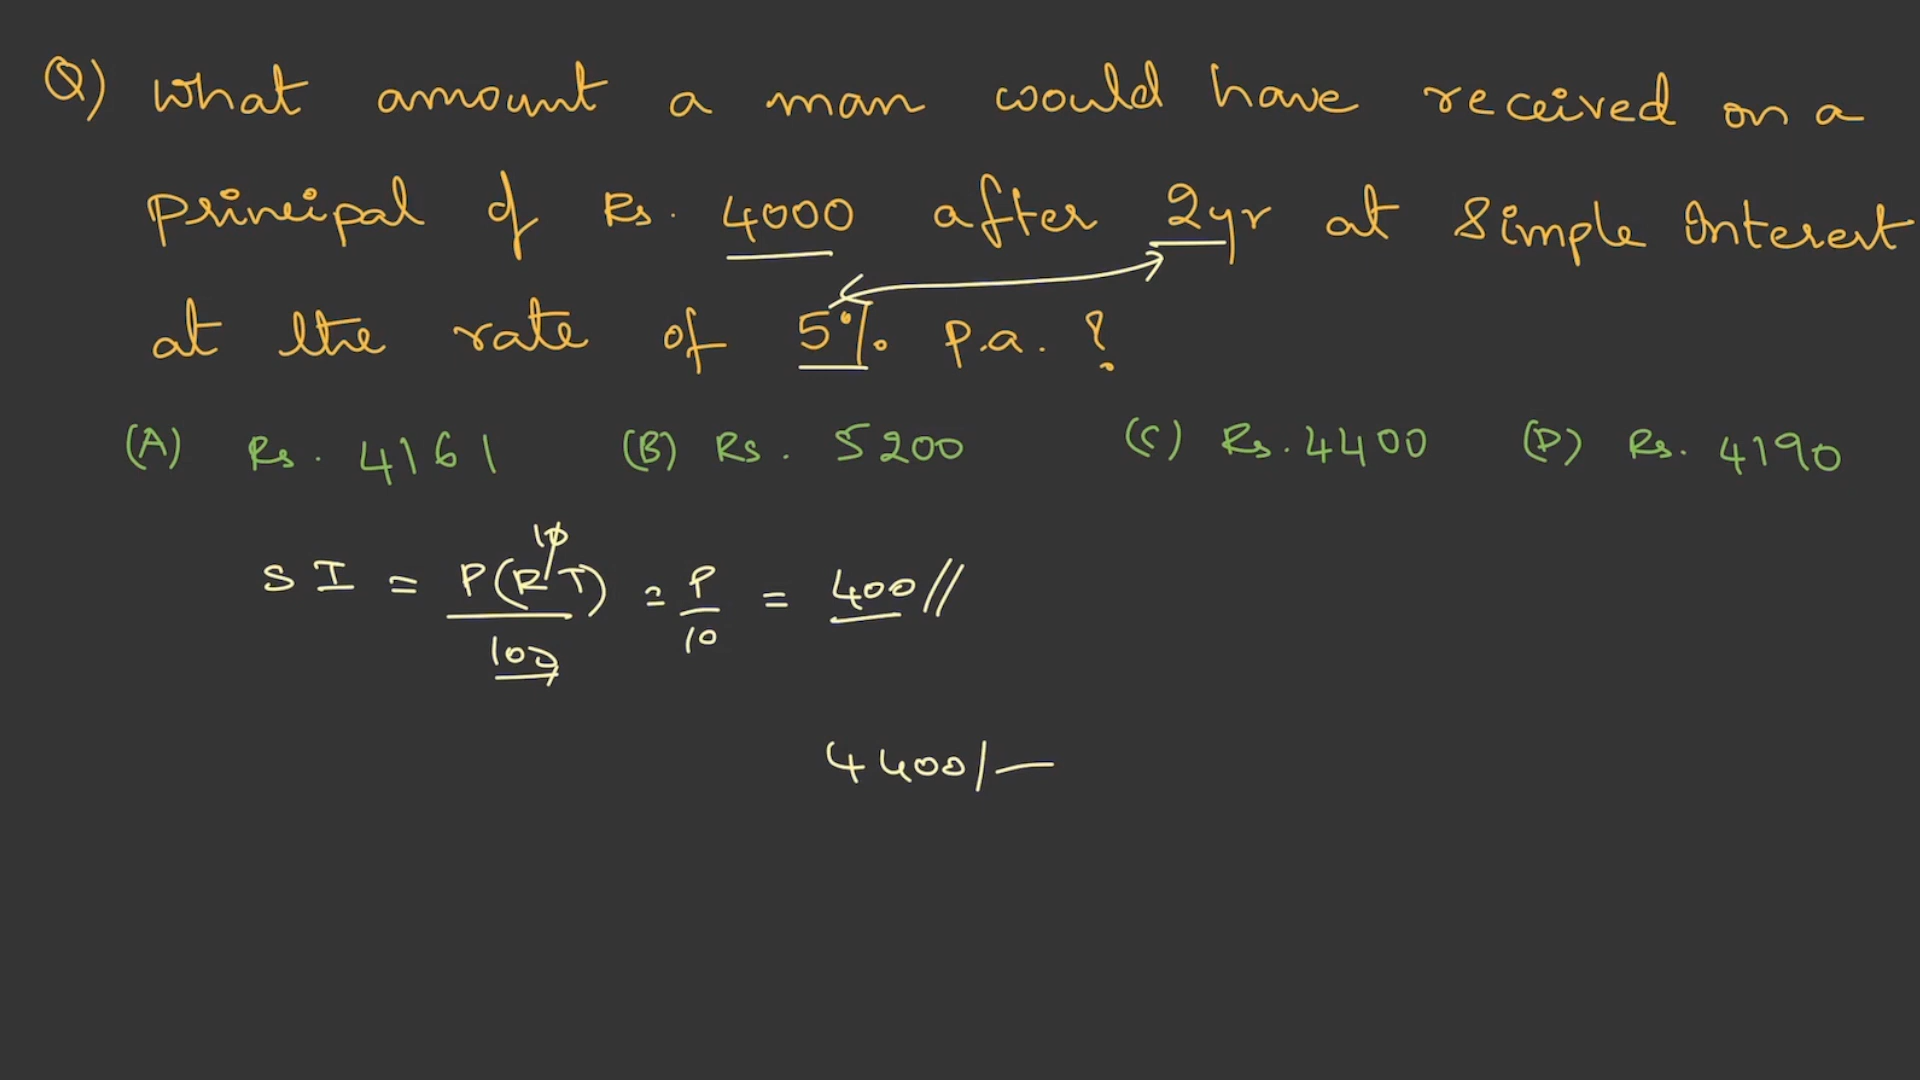 Q) What amount a man would have received on a
principal of Rs. 4000 after 2yr at Simple Interest
at the rate of 5% p.a. ?
(A) Rs. 4161 (B) Rs. 5200 (C) Rs. 4400 (D) Rs. 4190
10
SI = P(RT)/100 = P/10 = 400//
4400/—